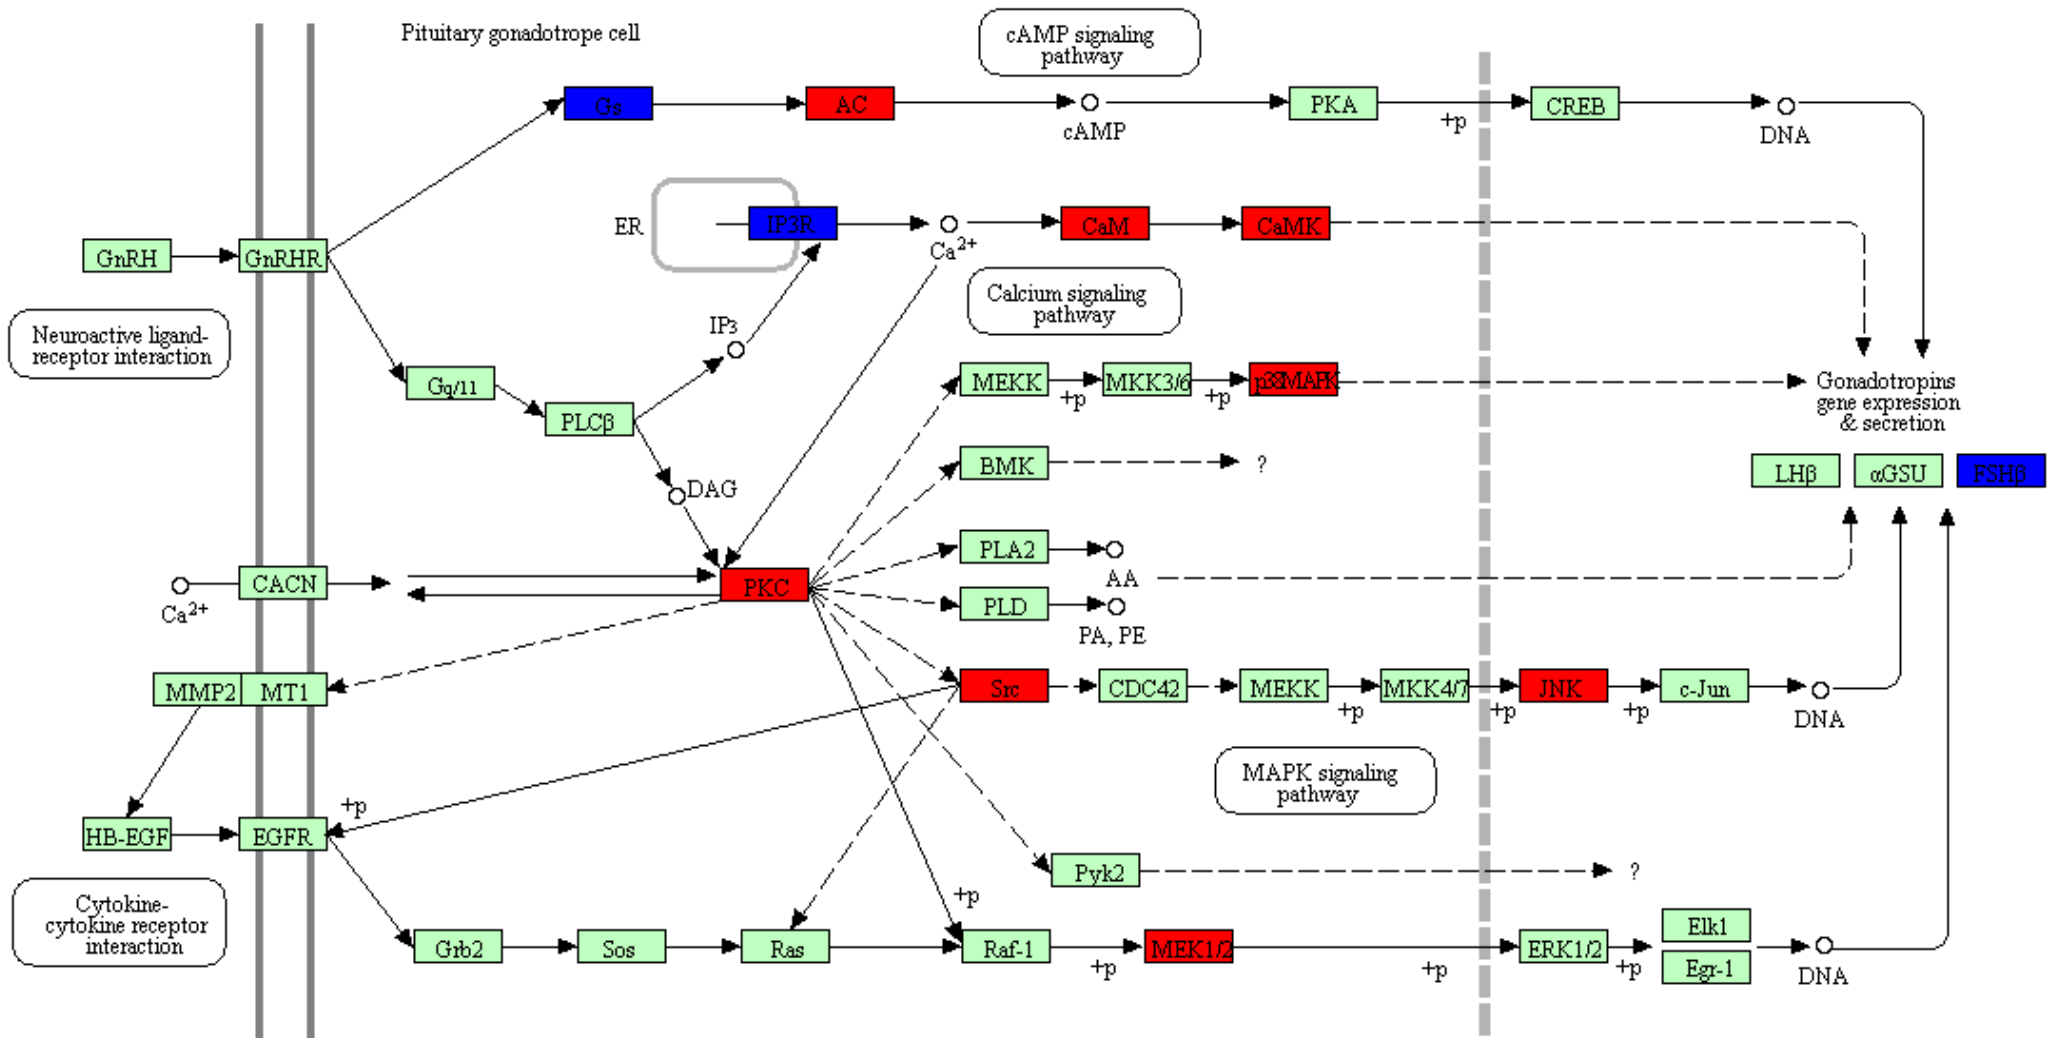 Pituitary gonadotrope cell
cAMP signaling
pathway
Gs
AC
cAMP
PKA
+p
CREB
DNA
ER
IP3R
Ca2+
CaM
CaMK
GnRH
GnRHR
Neuroactive ligand-
receptor interaction
Calcium signaling
pathway
IP3
Gq/11
PLCβ
MEKK
+p
MKK3/6
+p
p38MAPK
Gonadotropins
gene expression
& secretion
BMK
?
LHβ
αGSU
FSHβ
DAG
PLA2
AA
Ca2+
CACN
PKC
PLD
PA, PE
MMP2
MT1
Src
CDC42
MEKK
+p
MKK4/7
+p
JNK
+p
c-Jun
DNA
MAPK signaling
pathway
HB-EGF
+p
EGFR
Pyk2
?
Cytokine-
cytokine receptor
interaction
+p
Grb2
Sos
Ras
Raf-1
+p
MEK1/2
+p
ERK1/2
+p
Elk1
Egr-1
DNA